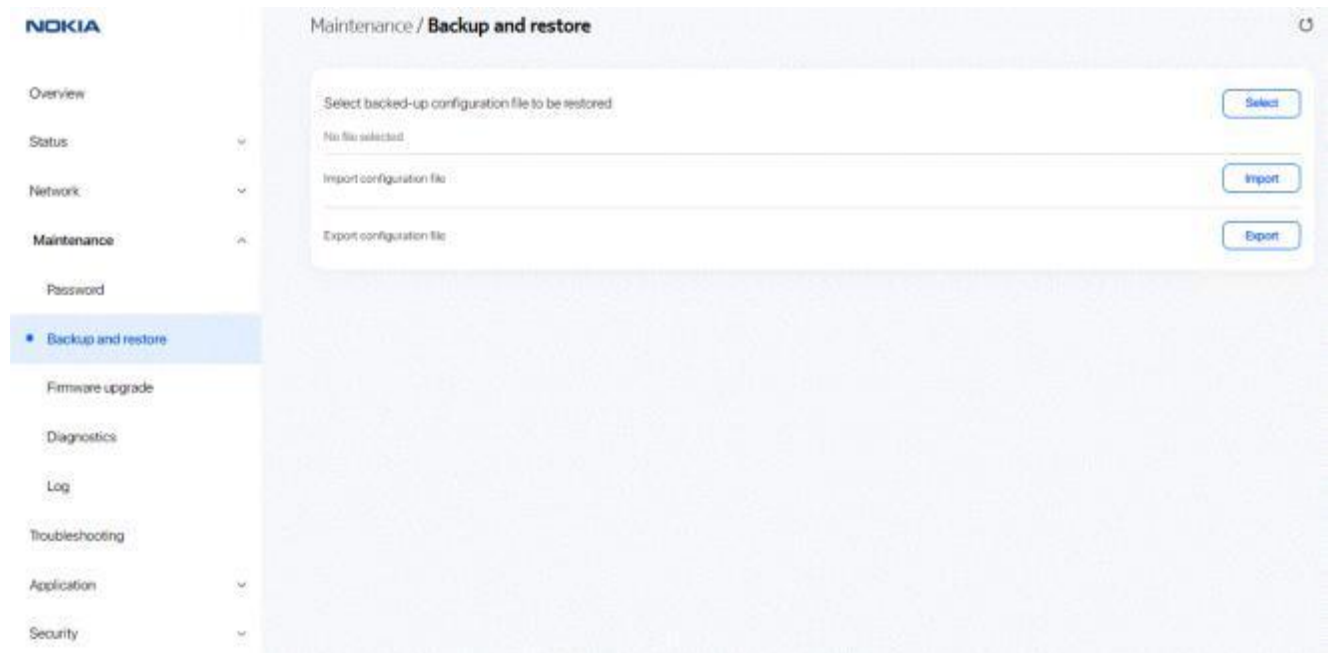 NOKIA
Maintenance / Backup and restore
Overview
Status
Network
Maintenance
Password
Backup and restore
Firmware upgrade
Diagnostics
Log
Troubleshooting
Application
Security
Select backed-up configuration file to be restored
Select
No file selected
Import configuration file
Import
Export configuration file
Export